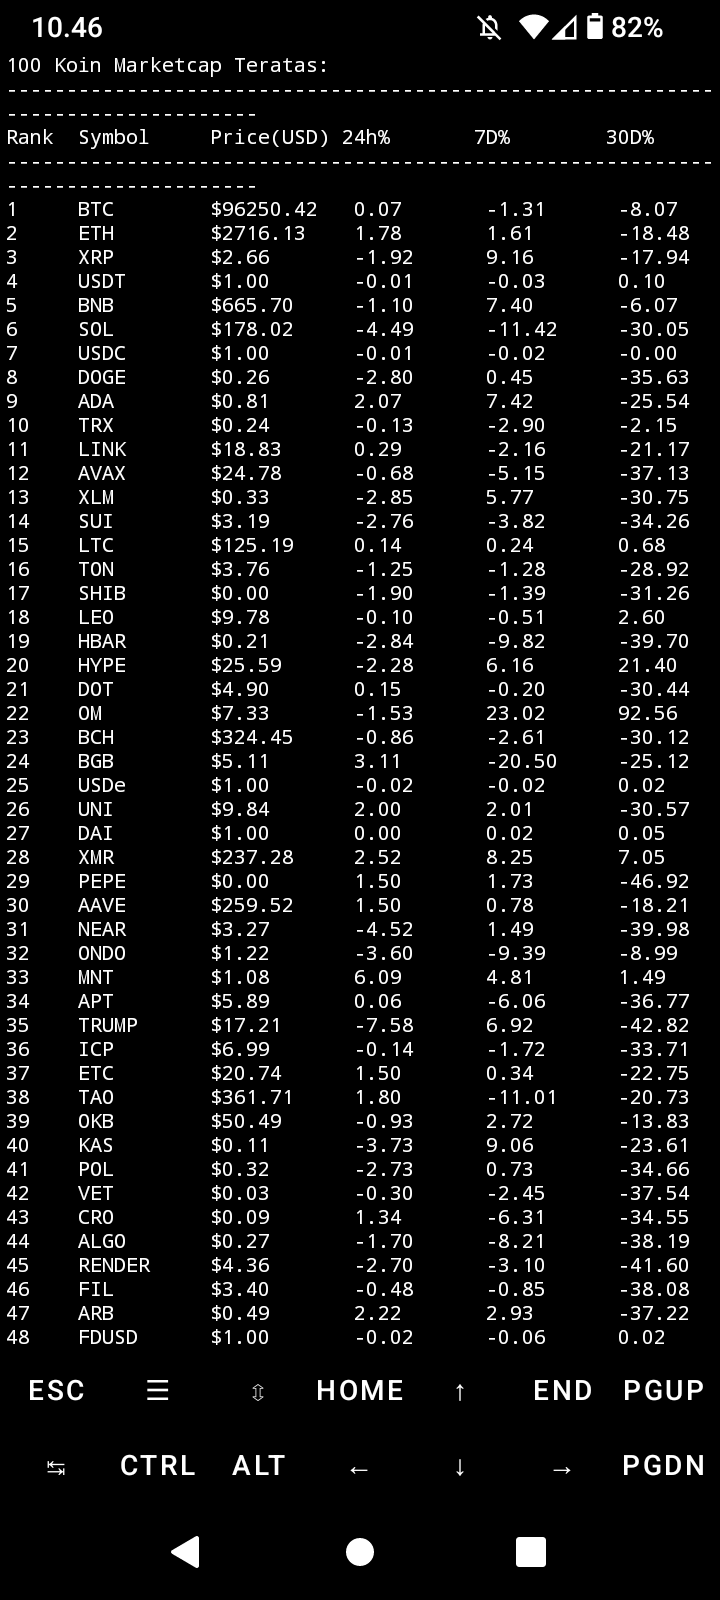 10.46 82%
100 Koin Marketcap Teratas:
------------------------------------------------------------
---------------------
Rank Symbol Price(USD) 24h% 7D% 30D%
------------------------------------------------------------
---------------------
1 BTC $96250.42 0.07 -1.31 -8.07
2 ETH $2716.13 1.78 1.61 -18.48
3 XRP $2.66 -1.92 9.16 -17.94
4 USDT $1.00 -0.01 -0.03 0.10
5 BNB $665.70 -1.10 7.40 -6.07
6 SOL $178.02 -4.49 -11.42 -30.05
7 USDC $1.00 -0.01 -0.02 -0.00
8 DOGE $0.26 -2.80 0.45 -35.63
9 ADA $0.81 2.07 7.42 -25.54
10 TRX $0.24 -0.13 -2.90 -2.15
11 LINK $18.83 0.29 -2.16 -21.17
12 AVAX $24.78 -0.68 -5.15 -37.13
13 XLM $0.33 -2.85 5.77 -30.75
14 SUI $3.19 -2.76 -3.82 -34.26
15 LTC $125.19 0.14 0.24 0.68
16 TON $3.76 -1.25 -1.28 -28.92
17 SHIB $0.00 -1.90 -1.39 -31.26
18 LEO $9.78 -0.10 -0.51 2.60
19 HBAR $0.21 -2.84 -9.82 -39.70
20 HYPE $25.59 -2.28 6.16 21.40
21 DOT $4.90 0.15 -0.20 -30.44
22 OM $7.33 -1.53 23.02 92.56
23 BCH $324.45 -0.86 -2.61 -30.12
24 BGB $5.11 3.11 -20.50 -25.12
25 USDe $1.00 -0.02 -0.02 0.02
26 UNI $9.84 2.00 2.01 -30.57
27 DAI $1.00 0.00 0.02 0.05
28 XMR $237.28 2.52 8.25 7.05
29 PEPE $0.00 1.50 1.73 -46.92
30 AAVE $259.52 1.50 0.78 -18.21
31 NEAR $3.27 -4.52 1.49 -39.98
32 ONDO $1.22 -3.60 -9.39 -8.99
33 MNT $1.08 6.09 4.81 1.49
34 APT $5.89 0.06 -6.06 -36.77
35 TRUMP $17.21 -7.58 6.92 -42.82
36 ICP $6.99 -0.14 -1.72 -33.71
37 ETC $20.74 1.50 0.34 -22.75
38 TAO $361.71 1.80 -11.01 -20.73
39 OKB $50.49 -0.93 2.72 -13.83
40 KAS $0.11 -3.73 9.06 -23.61
41 POL $0.32 -2.73 0.73 -34.66
42 VET $0.03 -0.30 -2.45 -37.54
43 CRO $0.09 1.34 -6.31 -34.55
44 ALGO $0.27 -1.70 -8.21 -38.19
45 RENDER $4.36 -2.70 -3.10 -41.60
46 FIL $3.40 -0.48 -0.85 -38.08
47 ARB $0.49 2.22 2.93 -37.22
48 FDUSD $1.00 -0.02 -0.06 0.02
ESC ☰ ⇳ HOME ↑ END PGUP
↹ CTRL ALT ← ↓ → PGDN